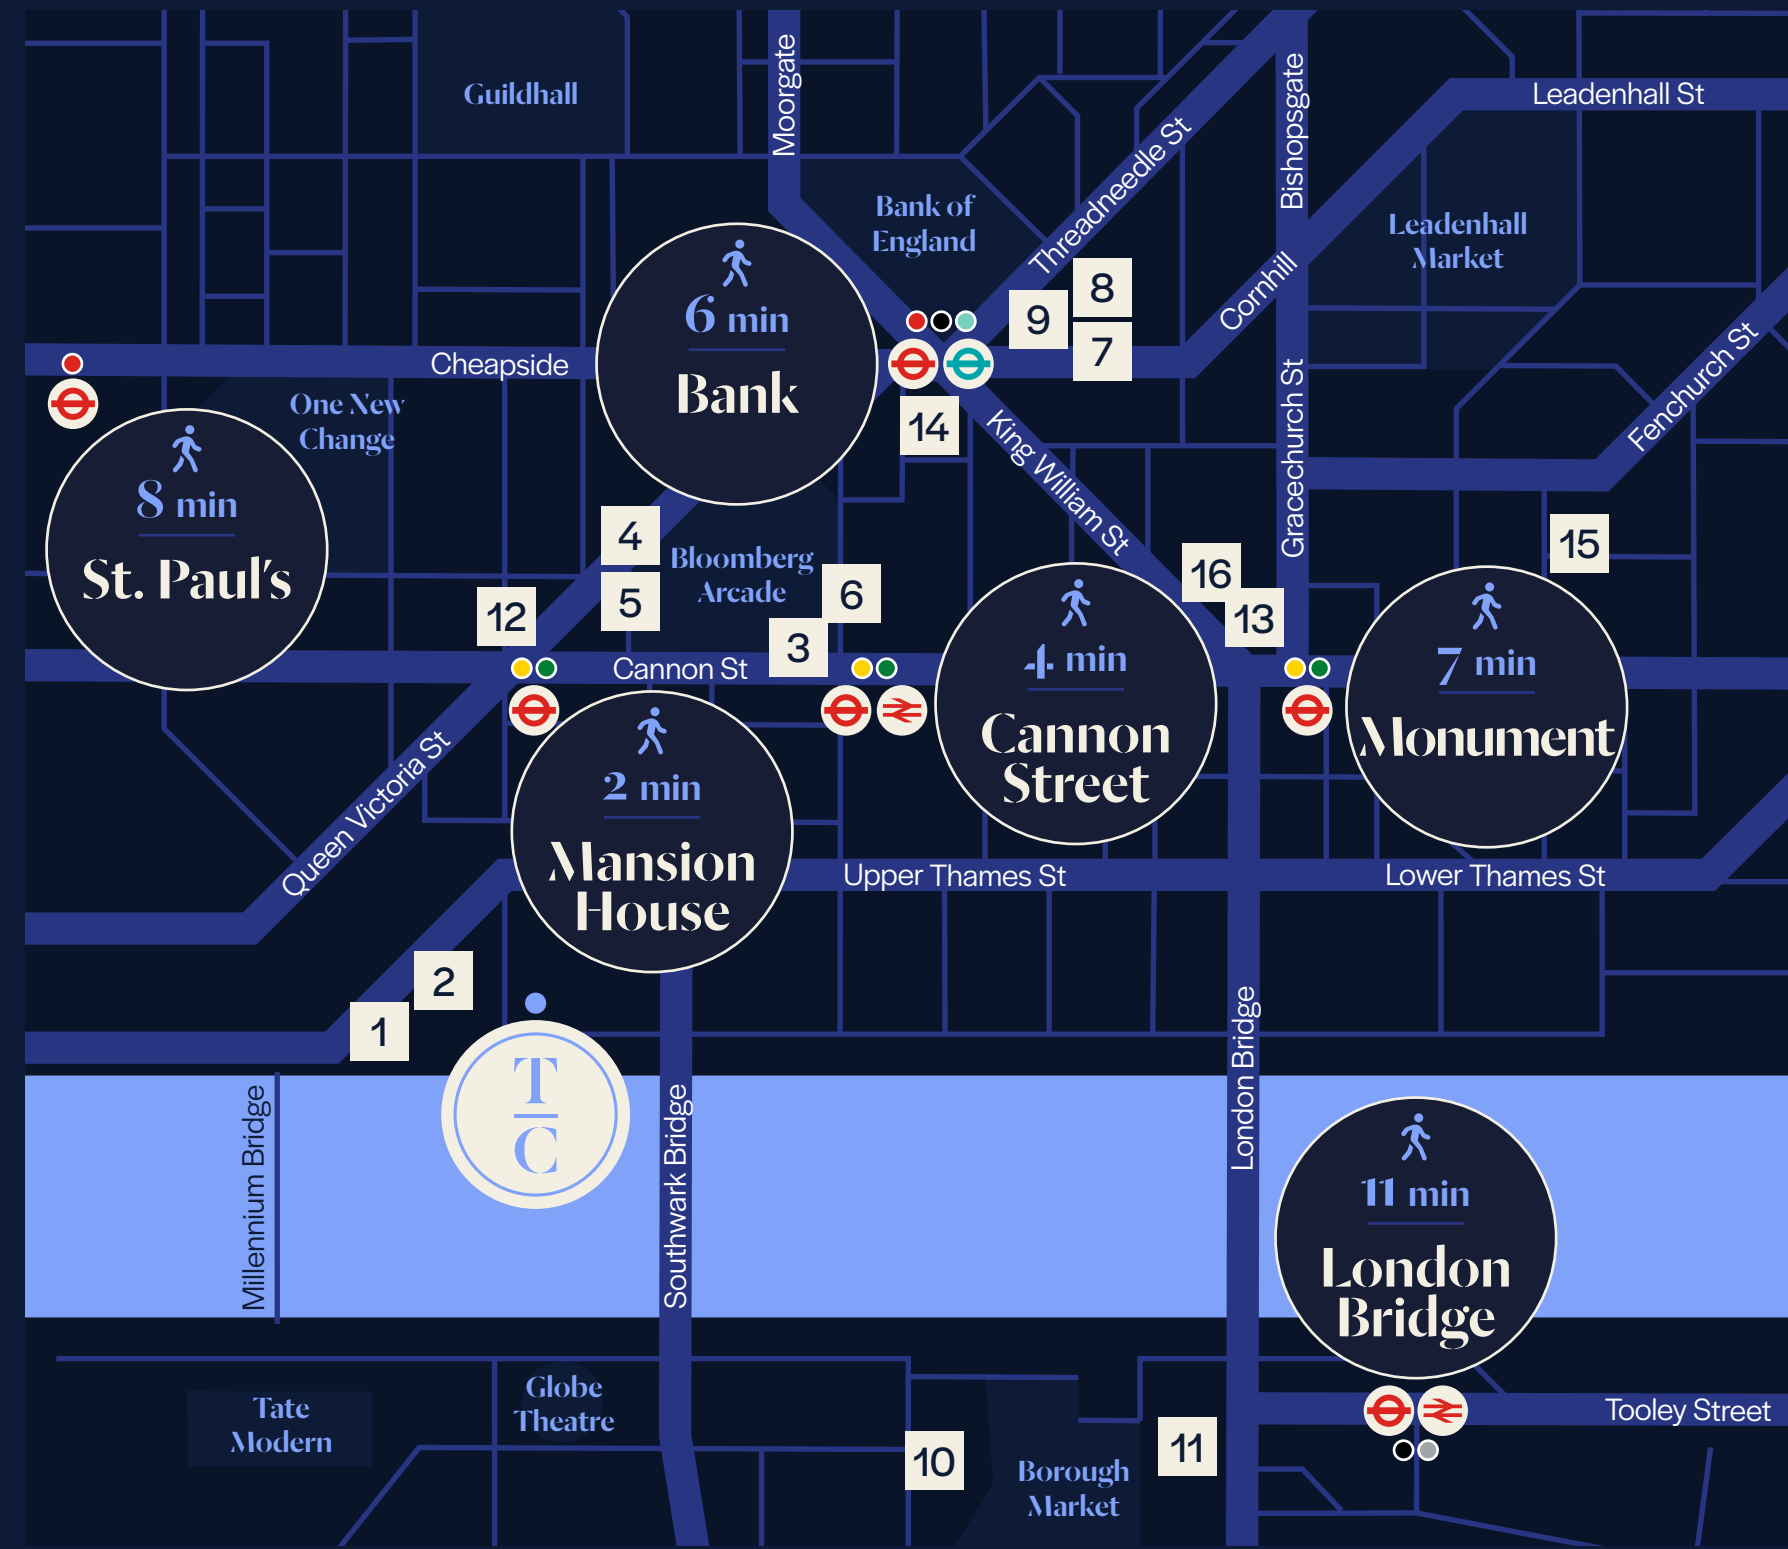 Guildhall
Moorgate
Bishopsgate
Leadenhall St
Threadneedle St
Bank of
England
Leadenhall
Market
Cornhill
6 min
Bank
8
9
7
Cheapside
One New
Change
14
King William St
Gracechurch St
Fenchurch St
8 min
St. Paul's
4
5
Bloomberg
Arcade
6
3
12
Cannon St
16
13
15
4 min
Cannon
Street
7 min
Monument
Queen Victoria St
2 min
Mansion
House
Upper Thames St
Lower Thames St
2
1
T
C
Millennium Bridge
Southwark Bridge
London Bridge
11 min
London
Bridge
Tate
Modern
Globe
Theatre
10
Borough
Market
11
Tooley Street